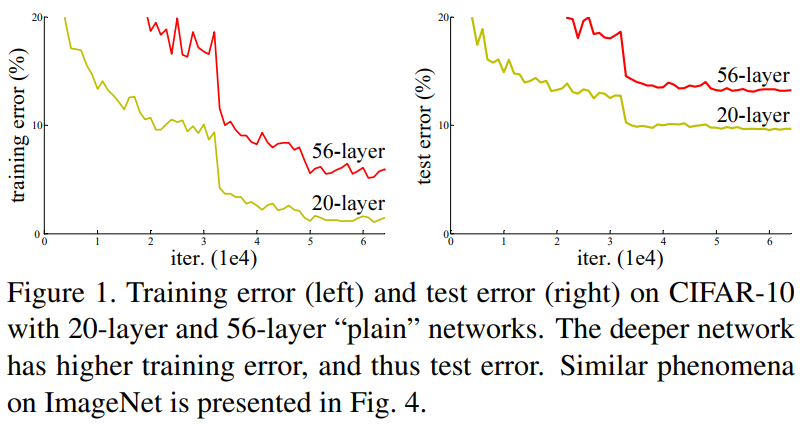 20
10
0
0 1 2 3 4 5 6
iter. (1e4)
training error (%)
56-layer
20-layer
20
10
0
0 1 2 3 4 5 6
iter. (1e4)
test error (%)
56-layer
20-layer
Figure 1. Training error (left) and test error (right) on CIFAR-10
with 20-layer and 56-layer “plain” networks. The deeper network
has higher training error, and thus test error. Similar phenomena
on ImageNet is presented in Fig. 4.